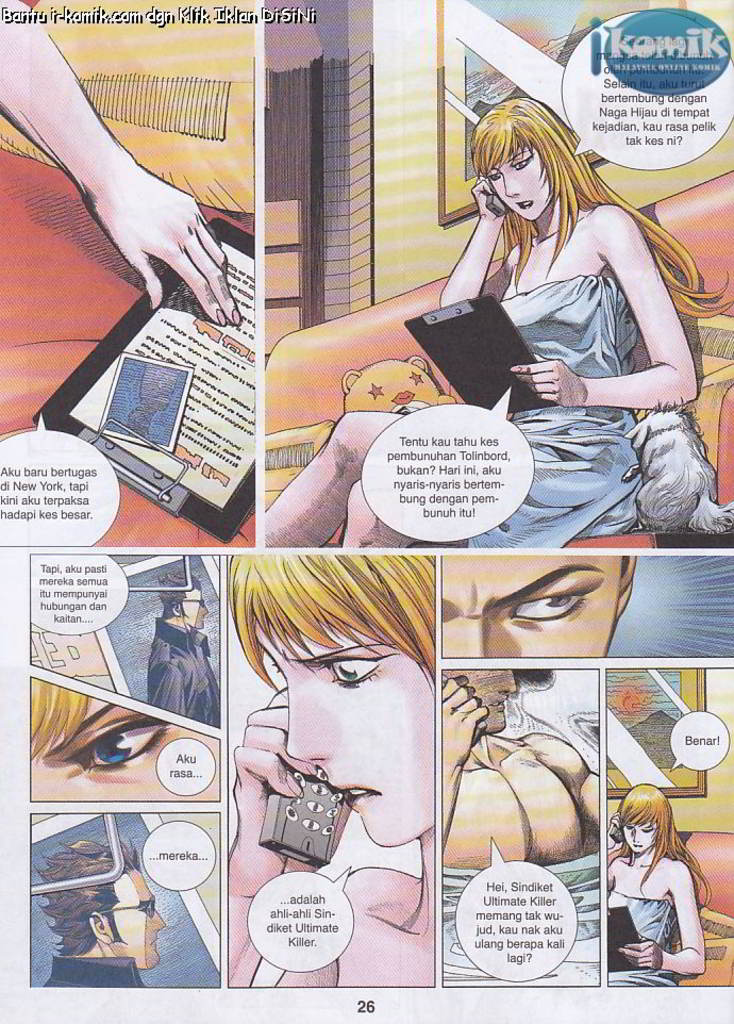 Bantu i-komik.com dgn Klik Iklan DiSiNi
ikomik
MALAYSIA ONLINE KOMIK
Selain itu, aku turut
bertembung dengan
Naga Hijau di tempat
kejadian, kau rasa pelik
tak kes ni?
Aku baru bertugas
di New York, tapi
kini aku terpaksa
hadapi kes besar.
Tentu kau tahu kes
pembunuhan Tolinbord,
bukan? Hari ini, aku
nyaris-nyaris bertem-
bung dengan pem-
bunuh itu!
Tapi, aku pasti
mereka semua
itu mempunyai
hubungan dan
kaitan....
Aku
rasa...
...mereka...
...adalah
ahli-ahli Sin-
diket Ultimate
Killer.
Hei, Sindiket
Ultimate Killer
memang tak wu-
jud, kau nak aku
ulang berapa kali
lagi?
Benar!
26